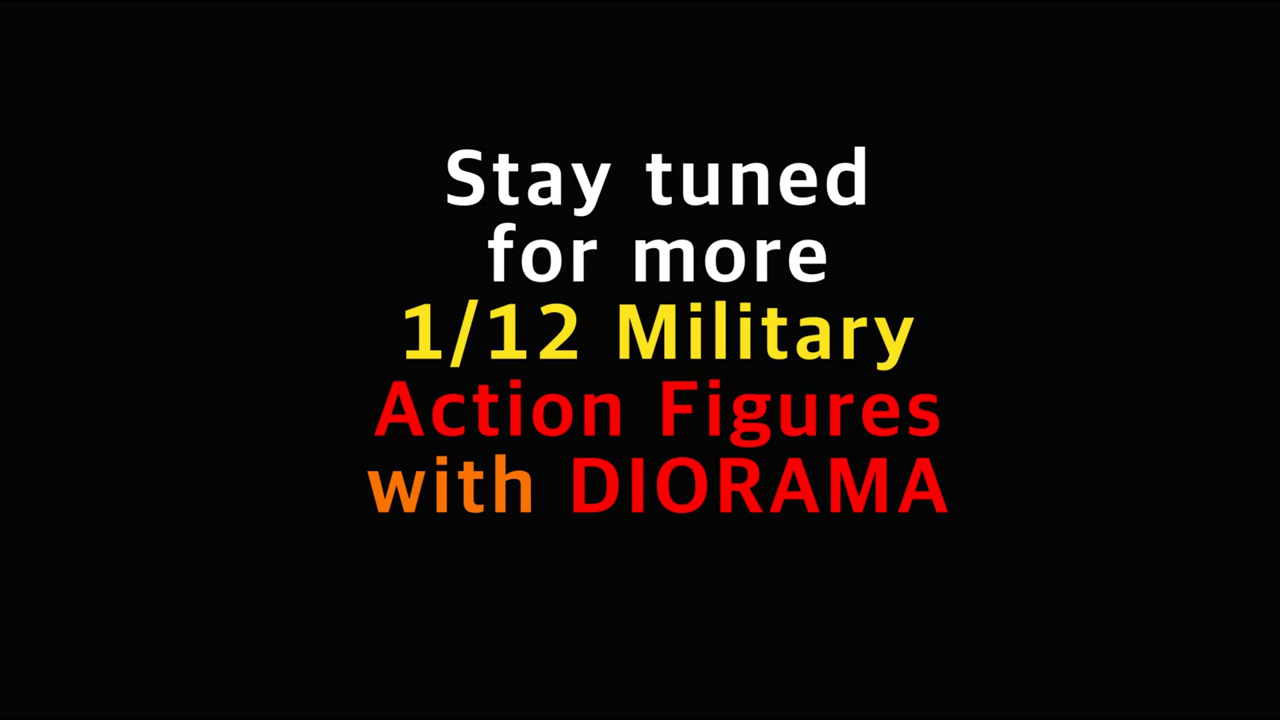 Stay tuned
for more
1/12 Military
Action Figures
with DIORAMA